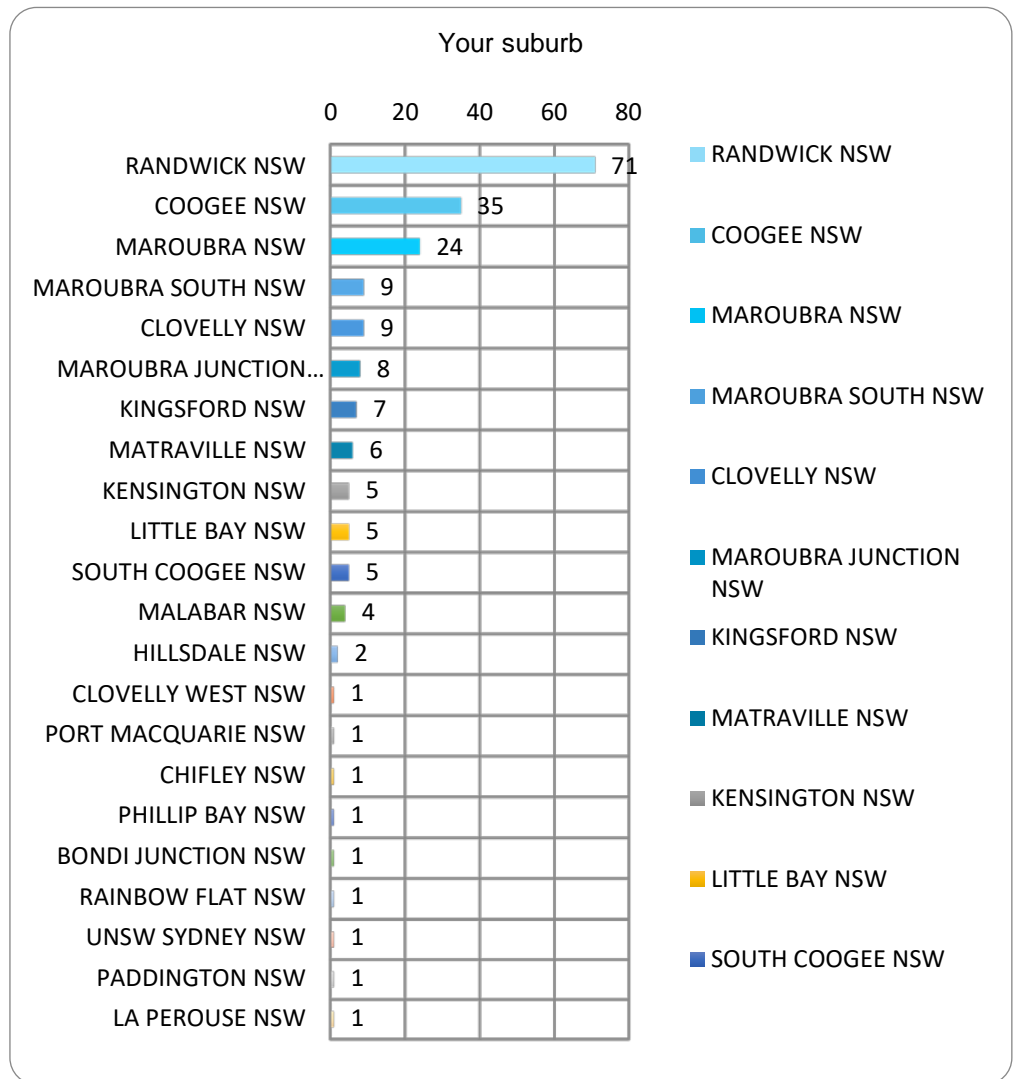 Your suburb
0 20 40 60 80
RANDWICK NSW 71
COOGEE NSW 35
MAROUBRA NSW 24
MAROUBRA SOUTH NSW 9
CLOVELLY NSW 9
MAROUBRA JUNCTION... 8
KINGSFORD NSW 7
MATRAVILLE NSW 6
KENSINGTON NSW 5
LITTLE BAY NSW 5
SOUTH COOGEE NSW 5
MALABAR NSW 4
HILLSDALE NSW 2
CLOVELLY WEST NSW 1
PORT MACQUARIE NSW 1
CHIFLEY NSW 1
PHILLIP BAY NSW 1
BONDI JUNCTION NSW 1
RAINBOW FLAT NSW 1
UNSW SYDNEY NSW 1
PADDINGTON NSW 1
LA PEROUSE NSW 1
RANDWICK NSW
COOGEE NSW
MAROUBRA NSW
MAROUBRA SOUTH NSW
CLOVELLY NSW
MAROUBRA JUNCTION
NSW
KINGSFORD NSW
MATRAVILLE NSW
KENSINGTON NSW
LITTLE BAY NSW
SOUTH COOGEE NSW